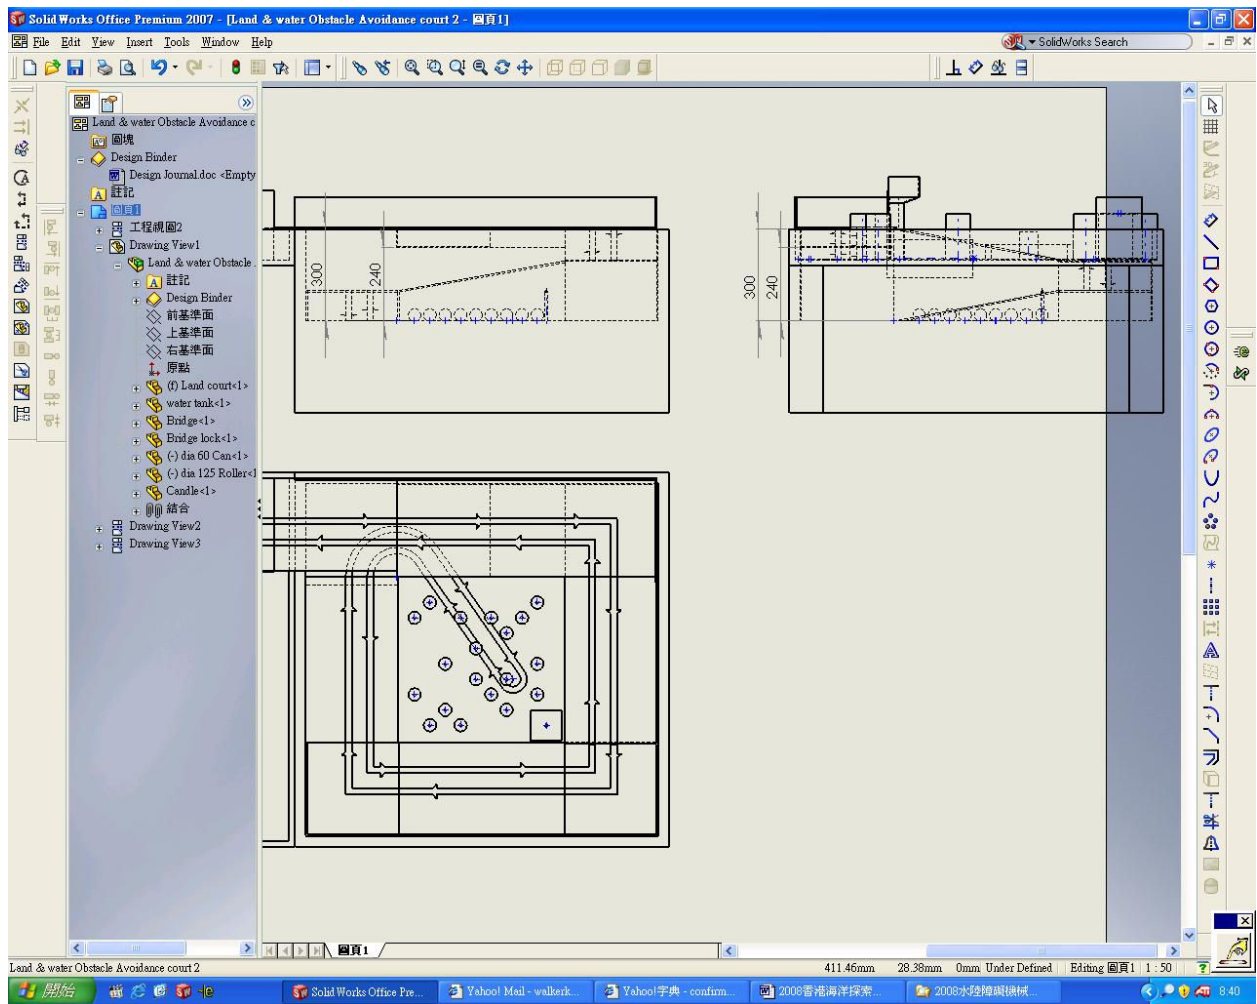 SolidWorks Office Premium 2007 - [Land & water Obstacle Avoidance court 2 - 圖頁1]
File Edit View Insert Tools Window Help
SolidWorks Search
Land & water Obstacle Avoidance c
圖塊
Design Binder
Design Journal.doc <Empty
註記
圖頁1
工程視圖2
Drawing View1
Land & water Obstacle
註記
Design Binder
前基準面
上基準面
右基準面
原點
(f) Land court<1>
water tank<1>
Bridge<1>
Bridge lock<1>
(-) dia 60 Can<1>
(-) dia 125 Roller<1
Candle<1>
結合
Drawing View2
Drawing View3
300
240
300
240
圖頁1
Land & water Obstacle Avoidance court 2
411.46mm 28.38mm 0mm Under Defined Editing 圖頁1 1 : 50
開始
SolidWorks Office Pre...
Yahoo! Mail - walkerk...
Yahoo!字典 - confirm...
2008香港海洋探索...
2008水陸障礙機械...
8:40